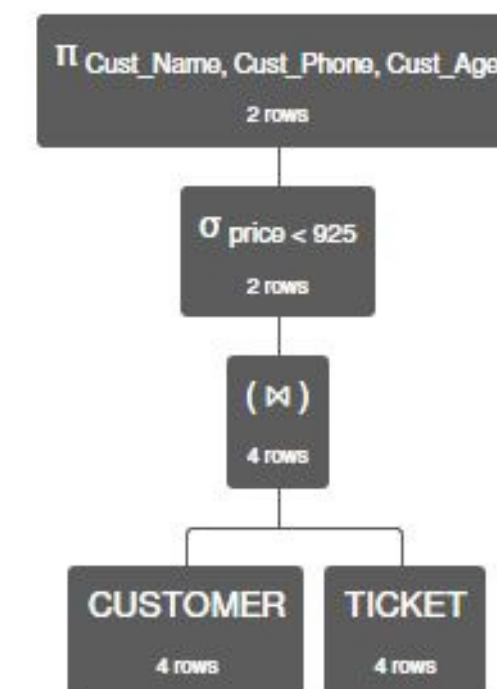 π Cust_Name, Cust_Phone, Cust_Age
2 rows
σ price < 925
2 rows
( ⋈ )
4 rows
CUSTOMER
4 rows
TICKET
4 rows